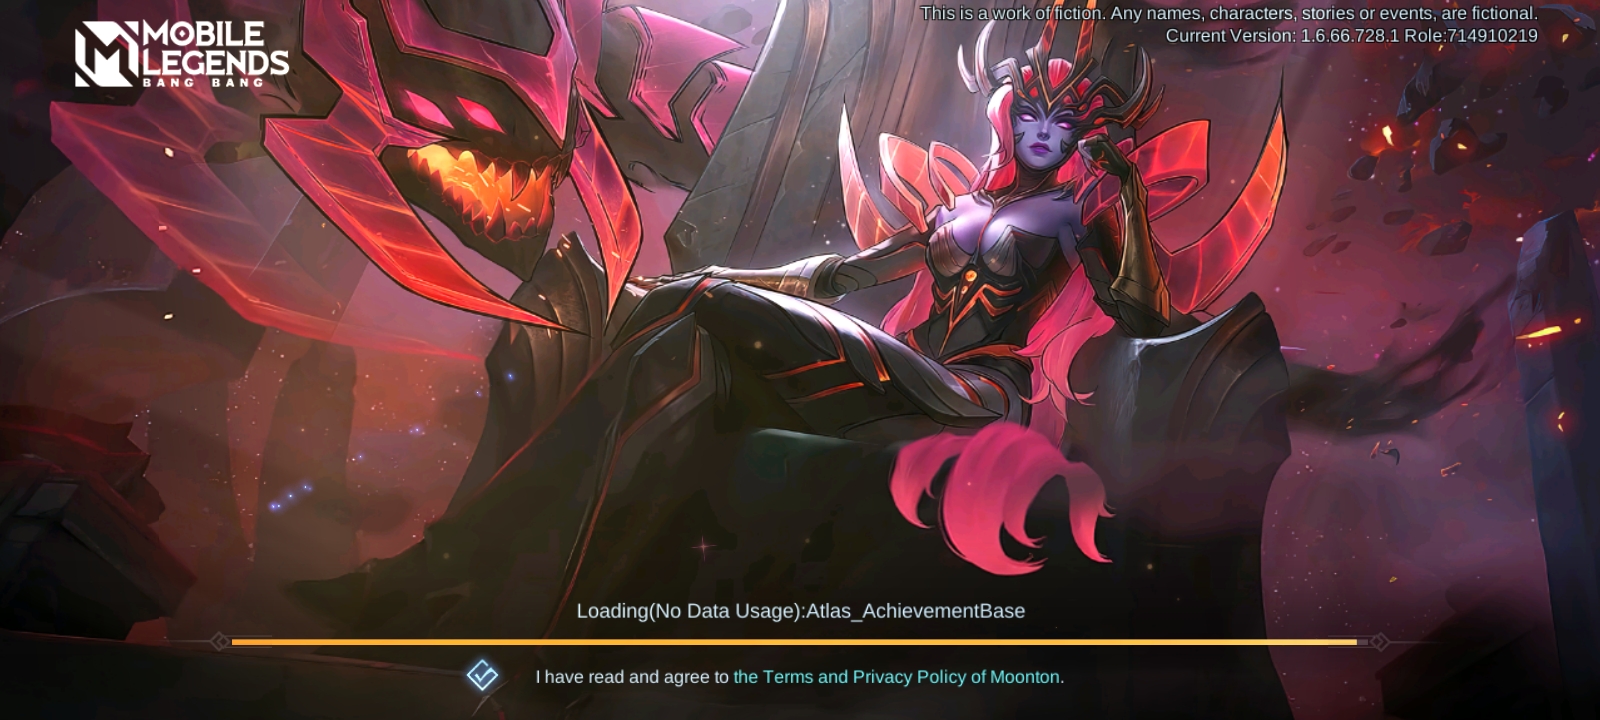 MOBILE
LEGENDS
BANG BANG
This is a work of fiction. Any names, characters, stories or events, are fictional.
Current Version: 1.6.66.728.1 Role:714910219
Loading(No Data Usage):Atlas_AchievementBase
I have read and agree to the Terms and Privacy Policy of Moonton.